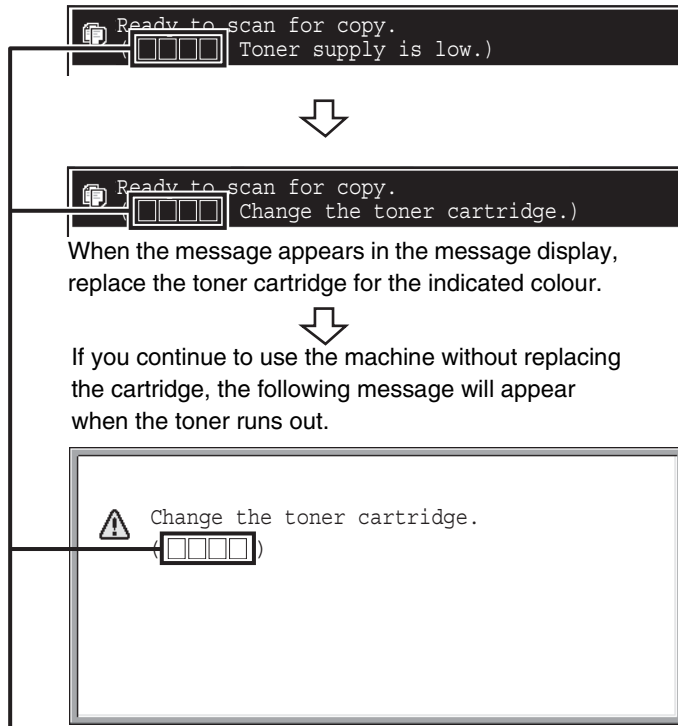 Ready to scan for copy.
(□□□□ Toner supply is low.)
Ready to scan for copy.
(□□□□ Change the toner cartridge.)
When the message appears in the message display,
replace the toner cartridge for the indicated colour.
If you continue to use the machine without replacing
the cartridge, the following message will appear
when the toner runs out.
Change the toner cartridge.
(□□□□)